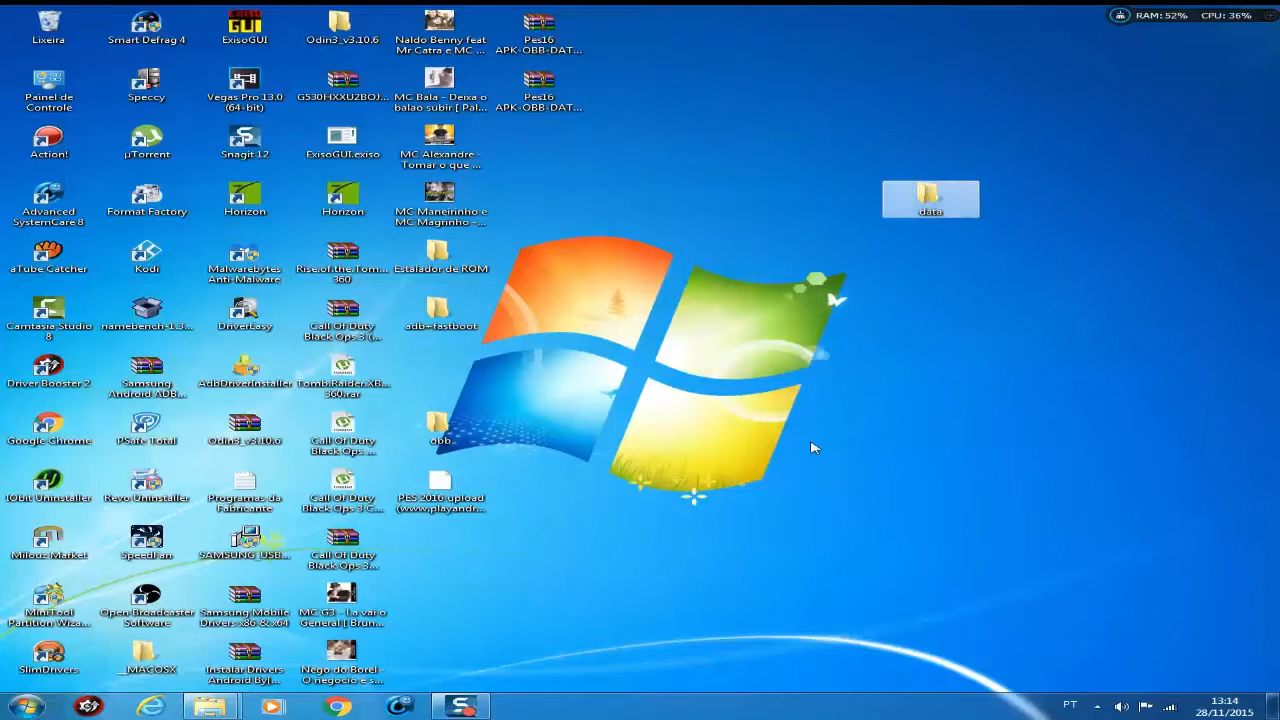 RAM: 52%
CPU: 36%
Lixeira
Smart Defrag 4
ExisoGUI
Odin3_v3.10.6
Naldo Benny feat
Mr Catra e MC ...
Pes16
APK-OBB-DAT...
Painel de
Controle
Speccy
Vegas Pro 13.0
(64-bit)
G530HXXU2BOJ...
MC Bala - Deixa o
balao subir [ Pal...
Pes16
APK-OBB-DAT...
Action!
µTorrent
Snagit 12
ExisoGUI.exiso
MC Alexandre -
Tomar o que ...
Advanced
SystemCare 8
Format Factory
Horizon
Horizon
MC Maneirinho e
MC Magrinho -...
data
aTube Catcher
Kodi
Malwarebytes
Anti-Malware
Rise.of.the.Tom...
360
Estalador de ROM
Camtasia Studio
8
namebench-1.3...
DriverEasy
Call Of Duty
Black Ops 3 (...
adb+fastboot
Driver Booster 2
Samsung
Android ADB...
AdbDriverInstaller
Tomb.Raider.XB...
360.rar
Google Chrome
PSafe Total
Odin3_v3.10.6
Call Of Duty
Black Ops ...
obb
IObit Uninstaller
Revo Uninstaller
Programas da
Fabricante
Call Of Duty
Black Ops 3 C...
PES 2016 upload
(www.playandr...
Milouz Market
SpeedFan
SAMSUNG_USB...
Call Of Duty
Black Ops 3...
MiniTool
Partition Wiza...
Open Broadcaster
Software
Samsung Mobile
Drivers x86 & x64
MC G3 - La vai o
General [ Brun...
SlimDrivers
__MACOSX
Instalar Drivers
Android By[...
Nego do Borel -
O negocio e s...
PT
13:14
28/11/2015